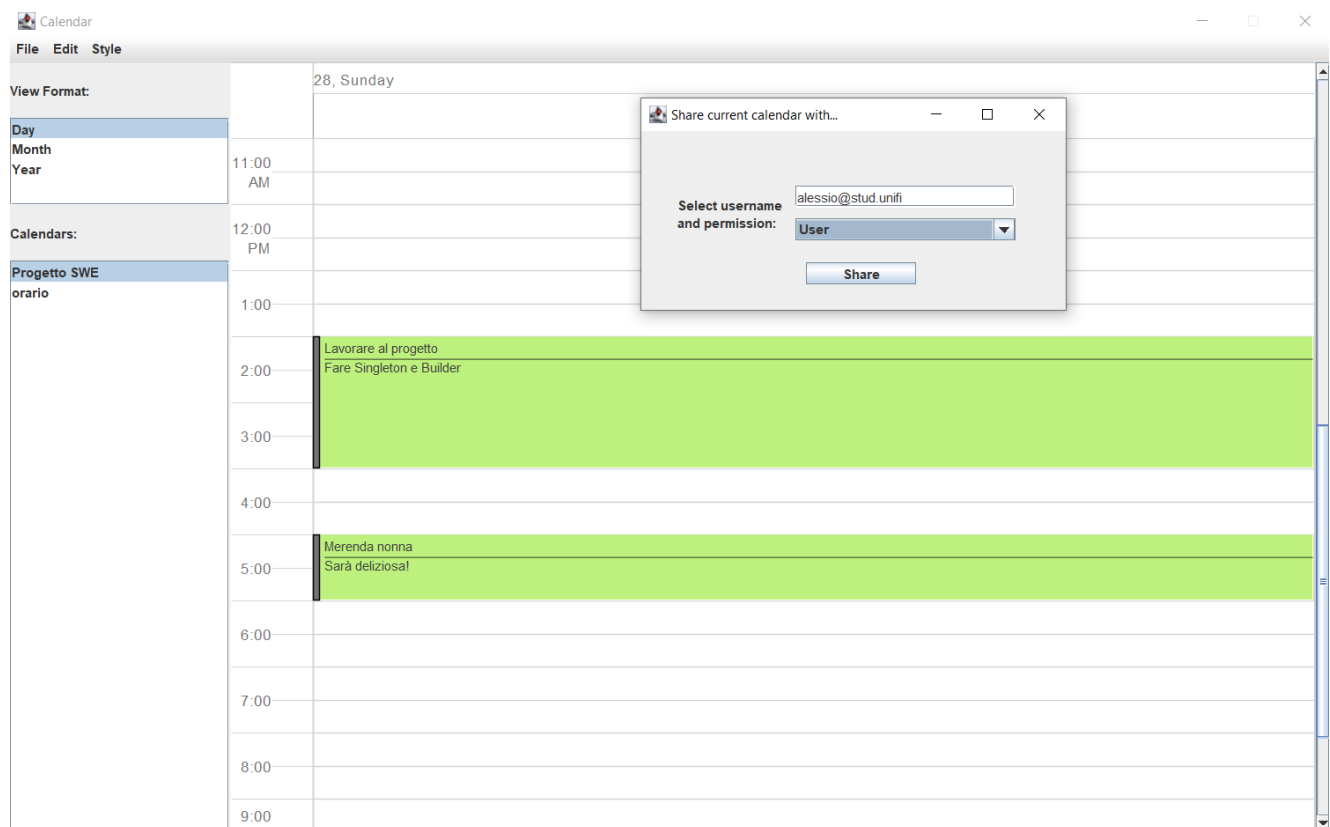 Calendar
File Edit Style
View Format:
Day
Month
Year
Calendars:
Progetto SWE
orario
28, Sunday
11:00
AM
12:00
PM
1:00
2:00
3:00
4:00
5:00
6:00
7:00
8:00
9:00
Lavorare al progetto
Fare Singleton e Builder
Merenda nonna
Sarà deliziosa!
Share current calendar with...
Select username
and permission:
alessio@stud.unifi
User
Share